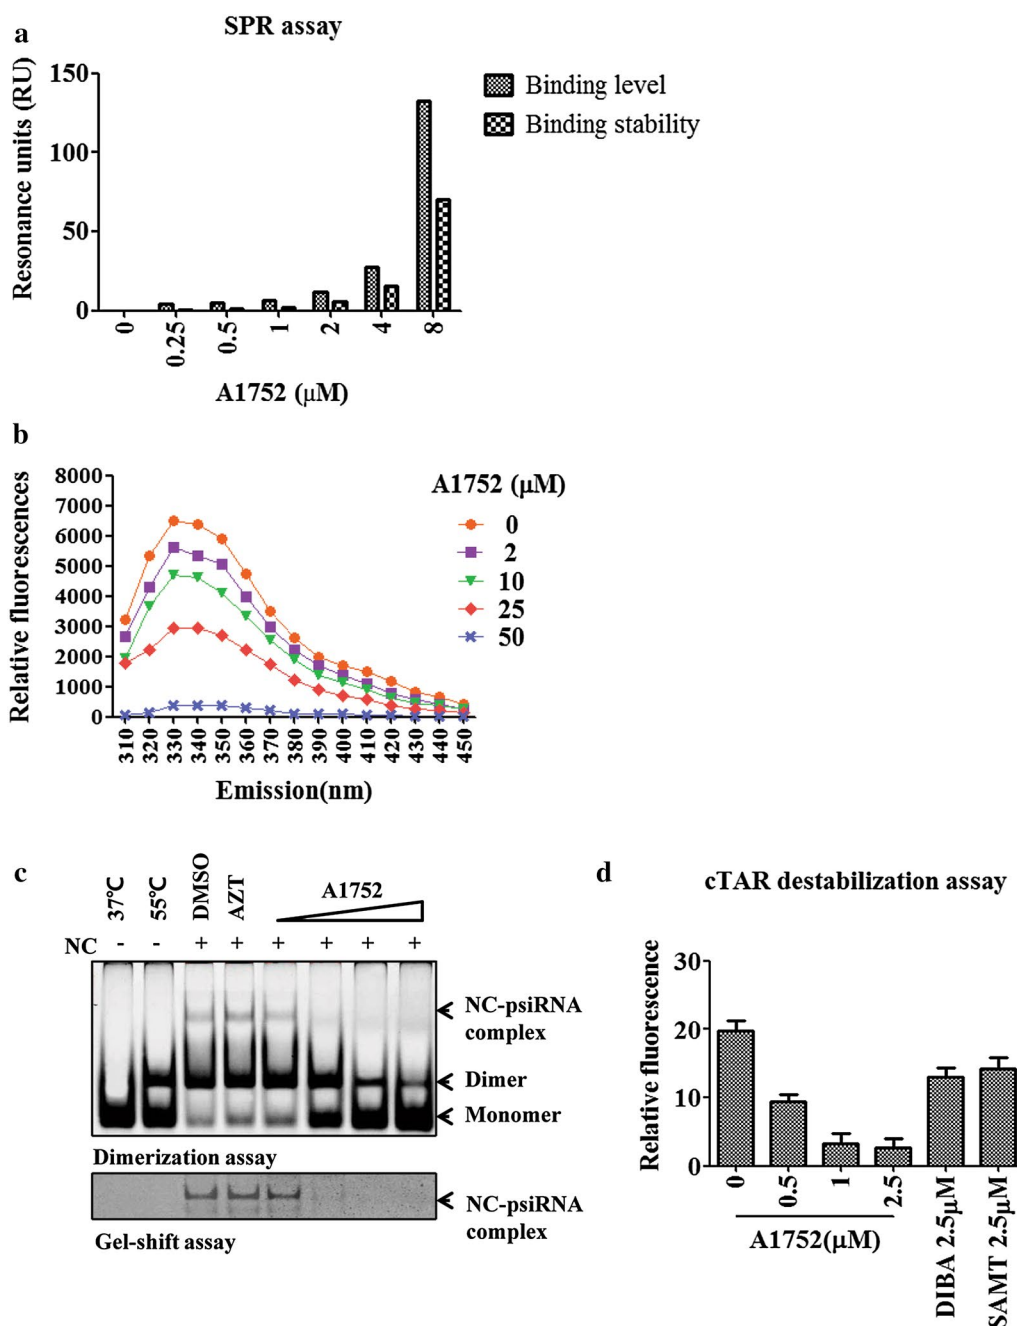 a
SPR assay
Resonance units (RU)
150
100
50
0
0
0.25
0.5
1
2
4
8
A1752 (μM)
Binding level
Binding stability
b
Relative fluorescences
8000
7000
6000
5000
4000
3000
2000
1000
0
310
320
330
340
350
360
370
380
390
400
410
420
430
440
450
Emission(nm)
A1752 (μM)
0
2
10
25
50
c
37℃
55℃
DMSO
AZT
A1752
NC - - + + + + + +
NC-psiRNA
complex
Dimer
Monomer
Dimerization assay
NC-psiRNA
complex
Gel-shift assay
d
cTAR destabilization assay
Relative fluorescence
30
20
10
0
0
0.5
1
2.5
A1752(μM)
DIBA 2.5μM
SAMT 2.5μM